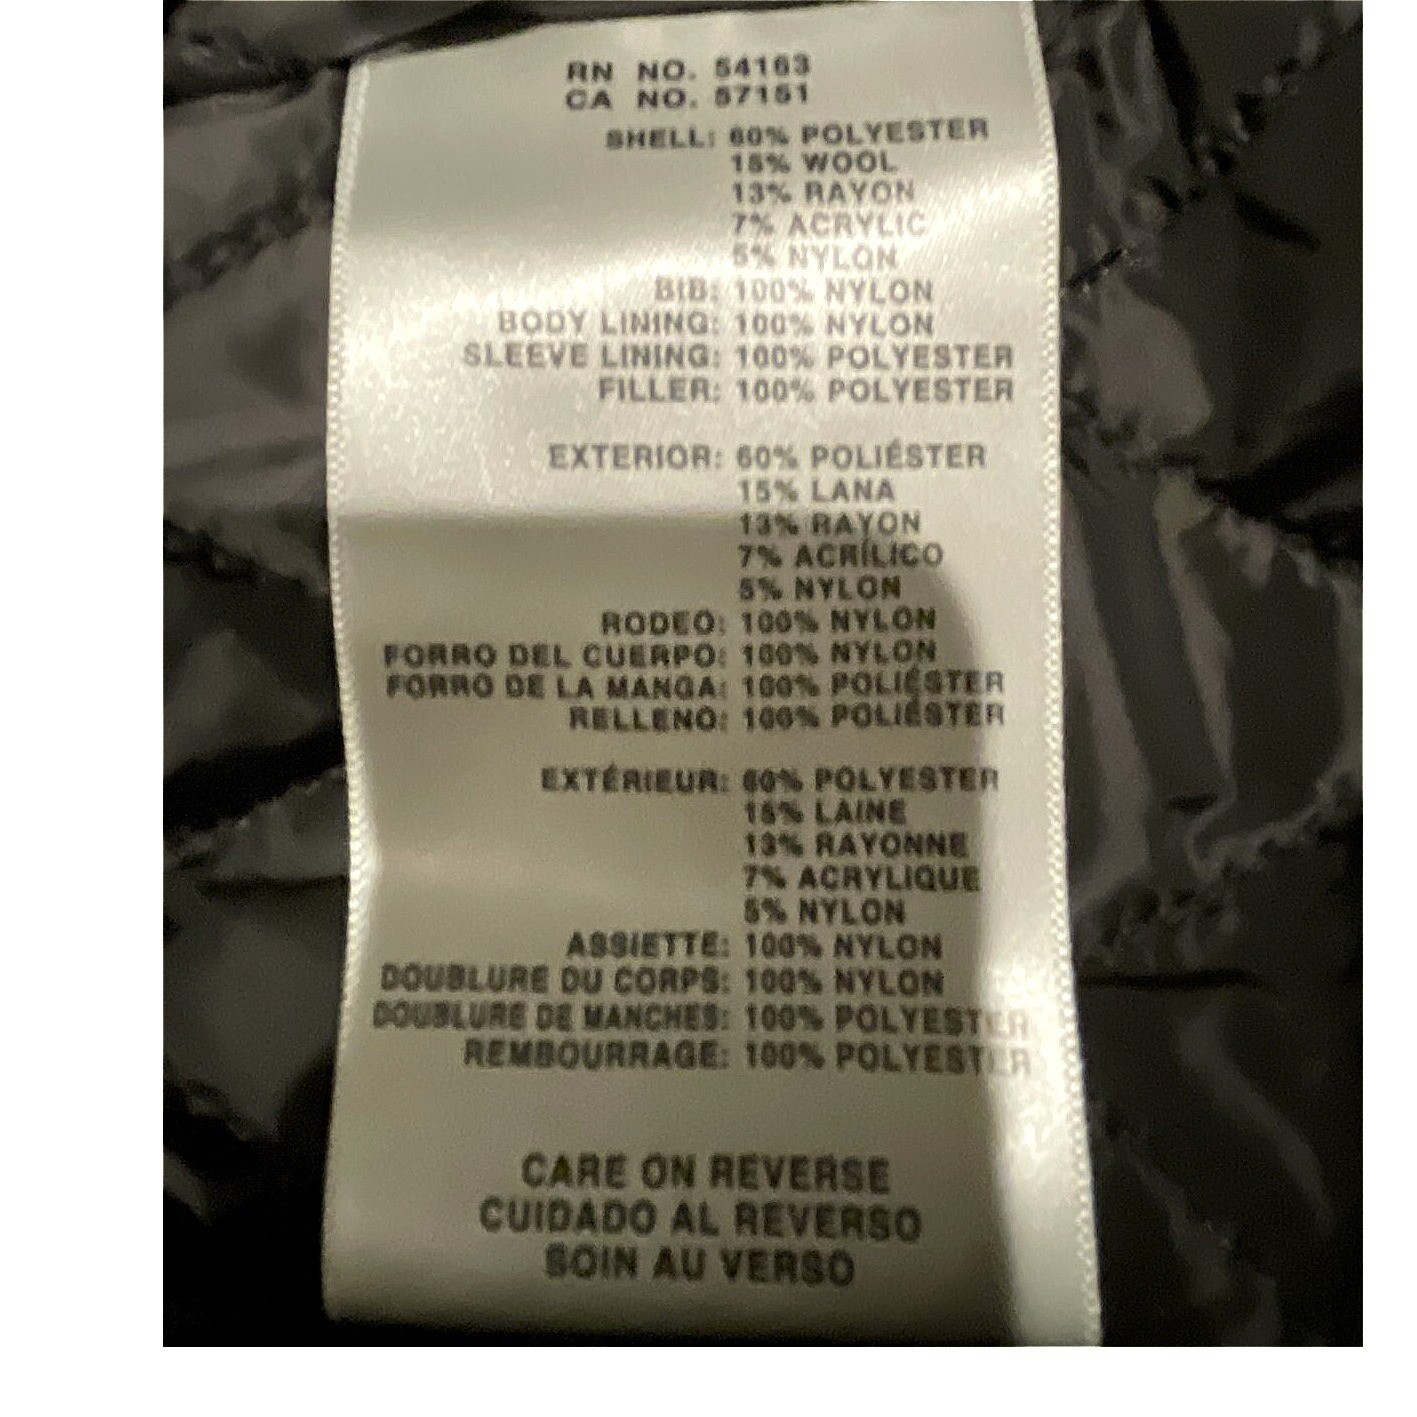 RN NO. 54163
CA NO. 57151
SHELL: 60% POLYESTER
15% WOOL
13% RAYON
7% ACRYLIC
5% NYLON
BIB: 100% NYLON
BODY LINING: 100% NYLON
SLEEVE LINING: 100% POLYESTER
FILLER: 100% POLYESTER
EXTERIOR: 60% POLIÉSTER
15% LANA
13% RAYON
7% ACRÍLICO
5% NYLON
RODEO: 100% NYLON
FORRO DEL CUERPO: 100% NYLON
FORRO DE LA MANGA: 100% POLIÉSTER
RELLENO: 100% POLIÉSTER
EXTÉRIEUR: 60% POLYESTER
15% LAINE
13% RAYONNE
7% ACRYLIQUE
5% NYLON
ASSIETTE: 100% NYLON
DOUBLURE DU CORPS: 100% NYLON
DOUBLURE DE MANCHES: 100% POLYESTER
REMBOURRAGE: 100% POLYESTER
CARE ON REVERSE
CUIDADO AL REVERSO
SOIN AU VERSO